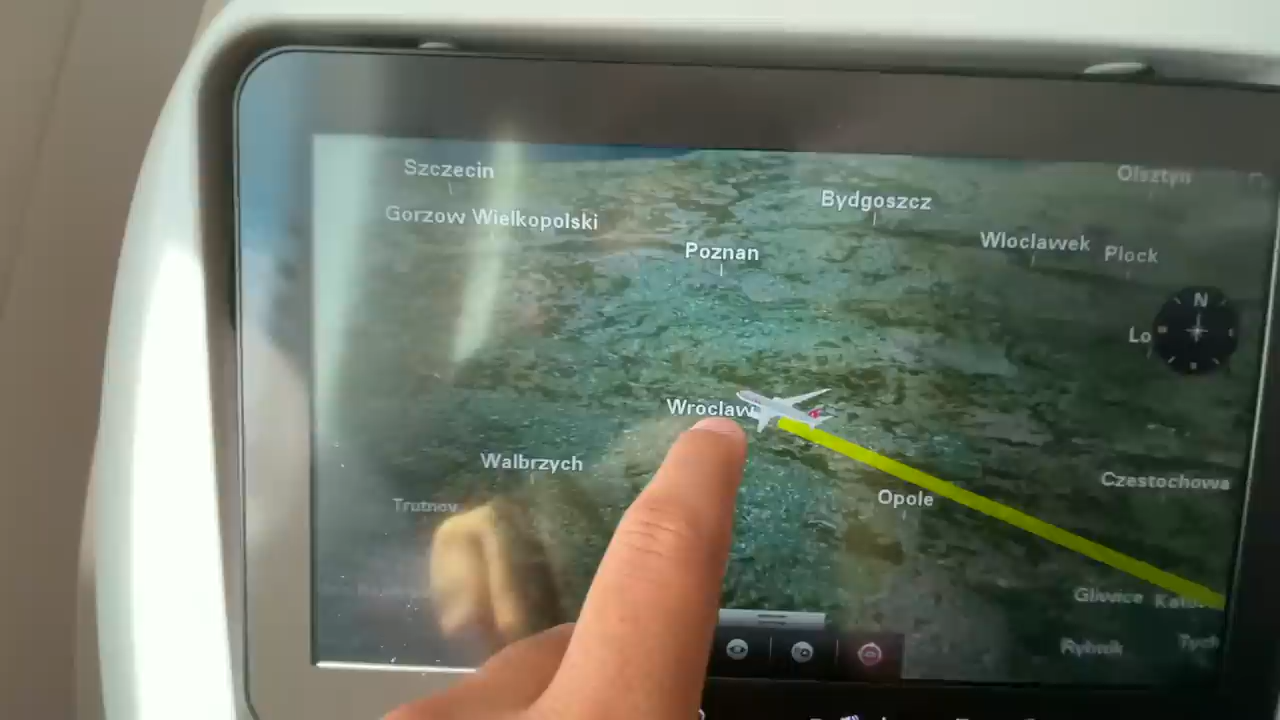 Szczecin
Olsztyn
Gorzow Wielkopolski
Bydgoszcz
Poznan
Wloclawek
Plock
N
Lo
Wroclaw
Walbrzych
Czestochowa
Opole
Trutnov
Gliwice
Rybnik